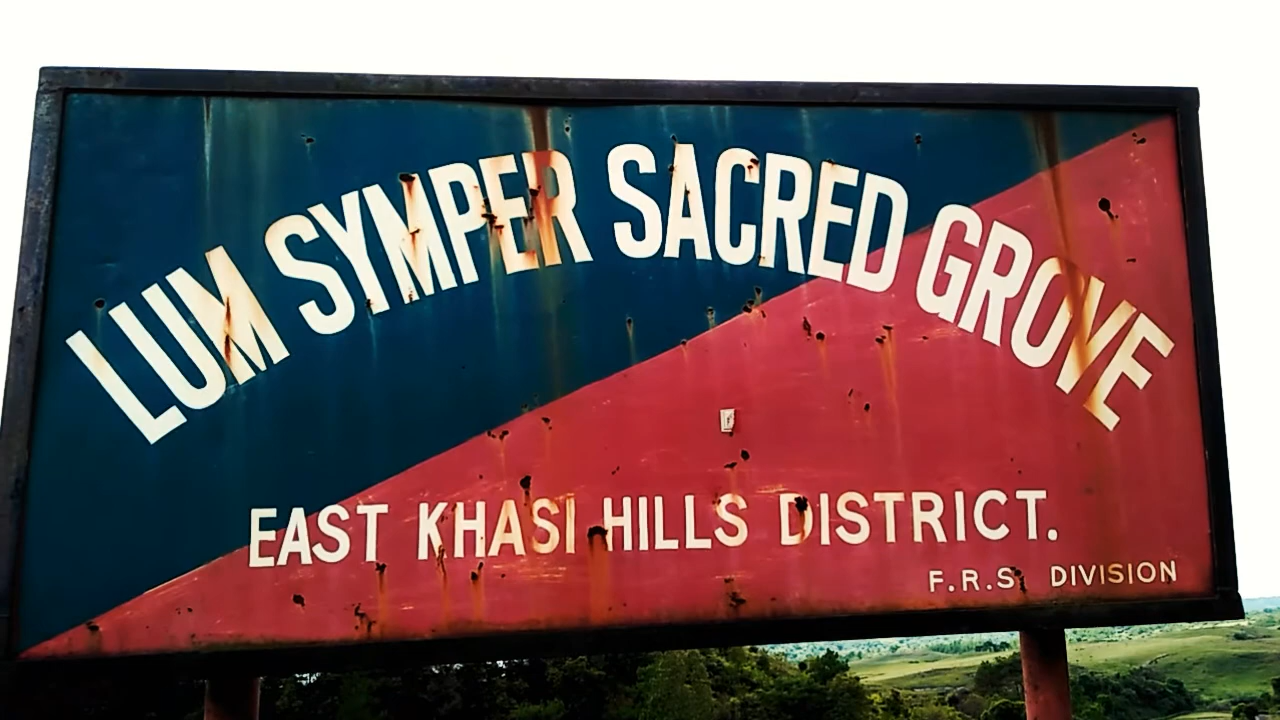 LUM SYMPER SACRED GROVE
EAST KHASI HILLS DISTRICT.
F.R.S. DIVISION